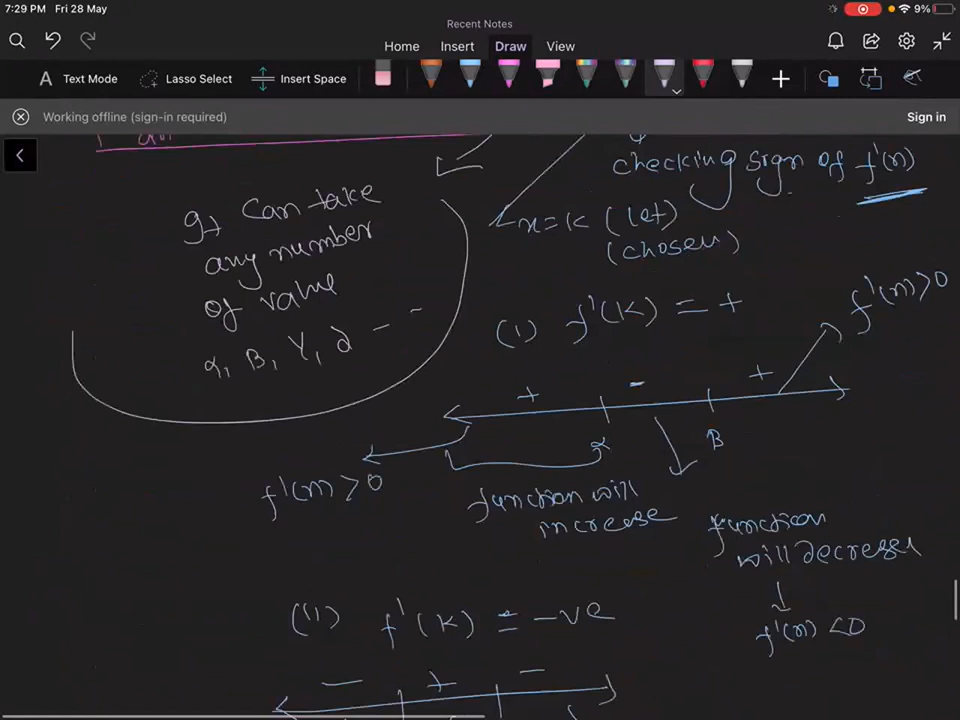 7:29 PM Fri 28 May
9%
Recent Notes
Home Insert Draw View
Text Mode Lasso Select Insert Space
Working offline (sign-in required) Sign in
checking sign of f'(n)
x=k (let)
(chosen)
It can take
any number
of value
α, B, γ, ∂ - -
(1) f'(k) = +
f'(n)>0
+ - +
α B
f'(n) > 0
function will
increase
function
will decreases
f'(n) <0
(11) f'(k) = -ve
- + -